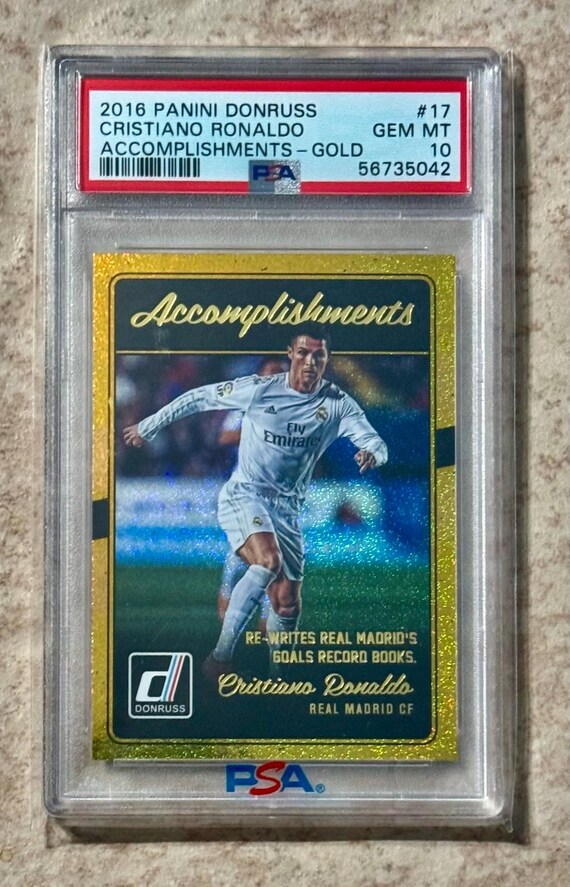 2016 PANINI DONRUSS #17
CRISTIANO RONALDO GEM MT
ACCOMPLISHMENTS – GOLD 10
PSA 56735042
Accomplishments
Fly
Emirates
RE-WRITES REAL MADRID'S
GOALS RECORD BOOKS.
Cristiano Ronaldo
REAL MADRID CF
d
DONRUSS
PSA®